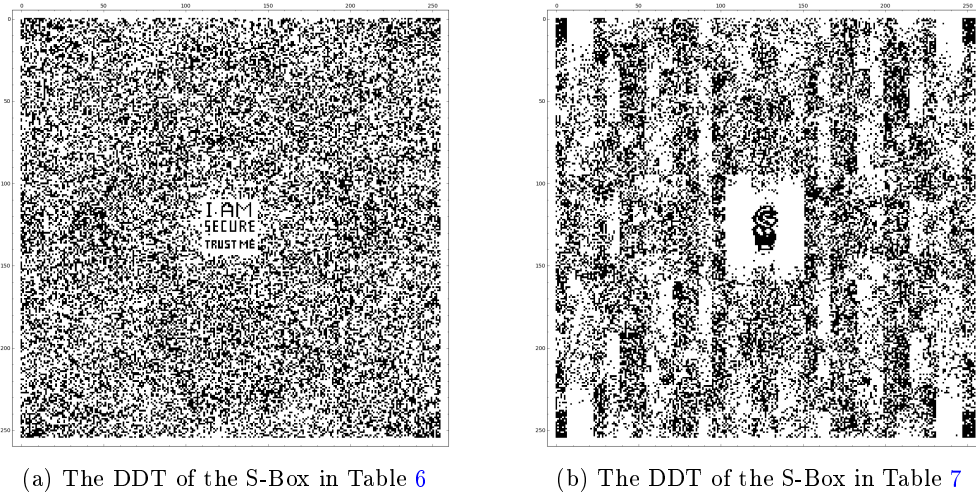 0 50 100 150 200 250
0
50
100
150
200
250
I AM
SECURE
TRUST ME
(a) The DDT of the S-Box in Table 6
0 50 100 150 200 250
0
50
100
150
200
250
(b) The DDT of the S-Box in Table 7